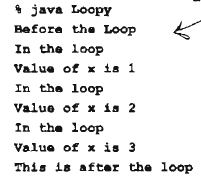 % java Loopy
Before the Loop
In the loop
Value of x is 1
In the loop
Value of x is 2
In the loop
Value of x is 3
This is after the loop